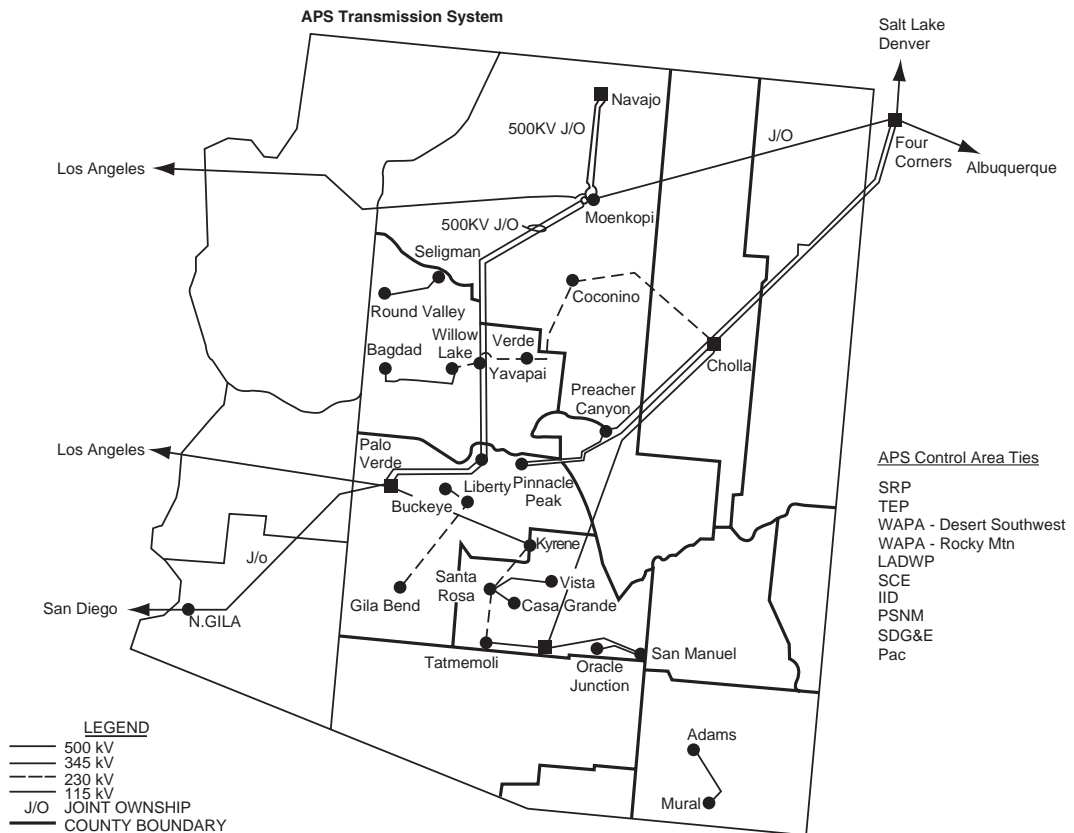 APS Transmission System
Salt Lake
Denver
Navajo
500KV J/O
J/O
Four
Corners
Albuquerque
Los Angeles
Moenkopi
500KV J/O
Seligman
Round Valley
Coconino
Willow
Lake
Verde
Bagdad
Yavapai
Cholla
Preacher
Canyon
Los Angeles
Palo
Verde
Liberty
Pinnacle
Peak
Buckeye
Kyrene
J/o
Santa
Rosa
Vista
Gila Bend
Casa Grande
San Diego
N.GILA
Tatmemoli
Oracle
Junction
San Manuel
Adams
Mural
APS Control Area Ties
SRP
TEP
WAPA - Desert Southwest
WAPA - Rocky Mtn
LADWP
SCE
IID
PSNM
SDG&E
Pac
LEGEND
500 kV
345 kV
230 kV
115 kV
J/O JOINT OWNSHIP
COUNTY BOUNDARY